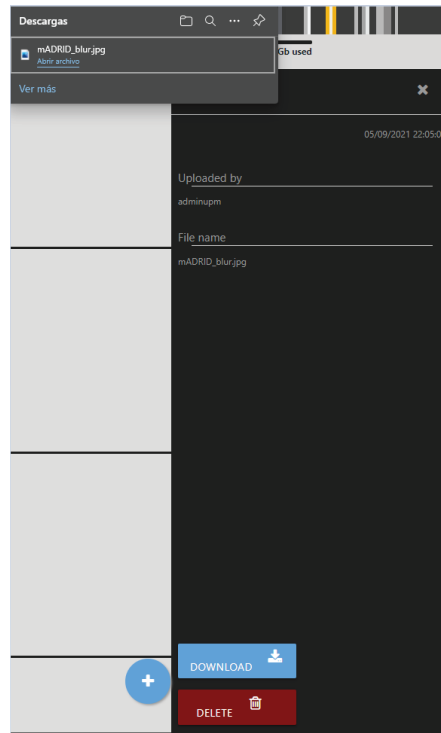 Descargas
mADRID_blur.jpg
Abrir archivo
Ver más
Gb used
05/09/2021 22:05:0
Uploaded by
adminupm
File name
mADRID_blur.jpg
DOWNLOAD
DELETE